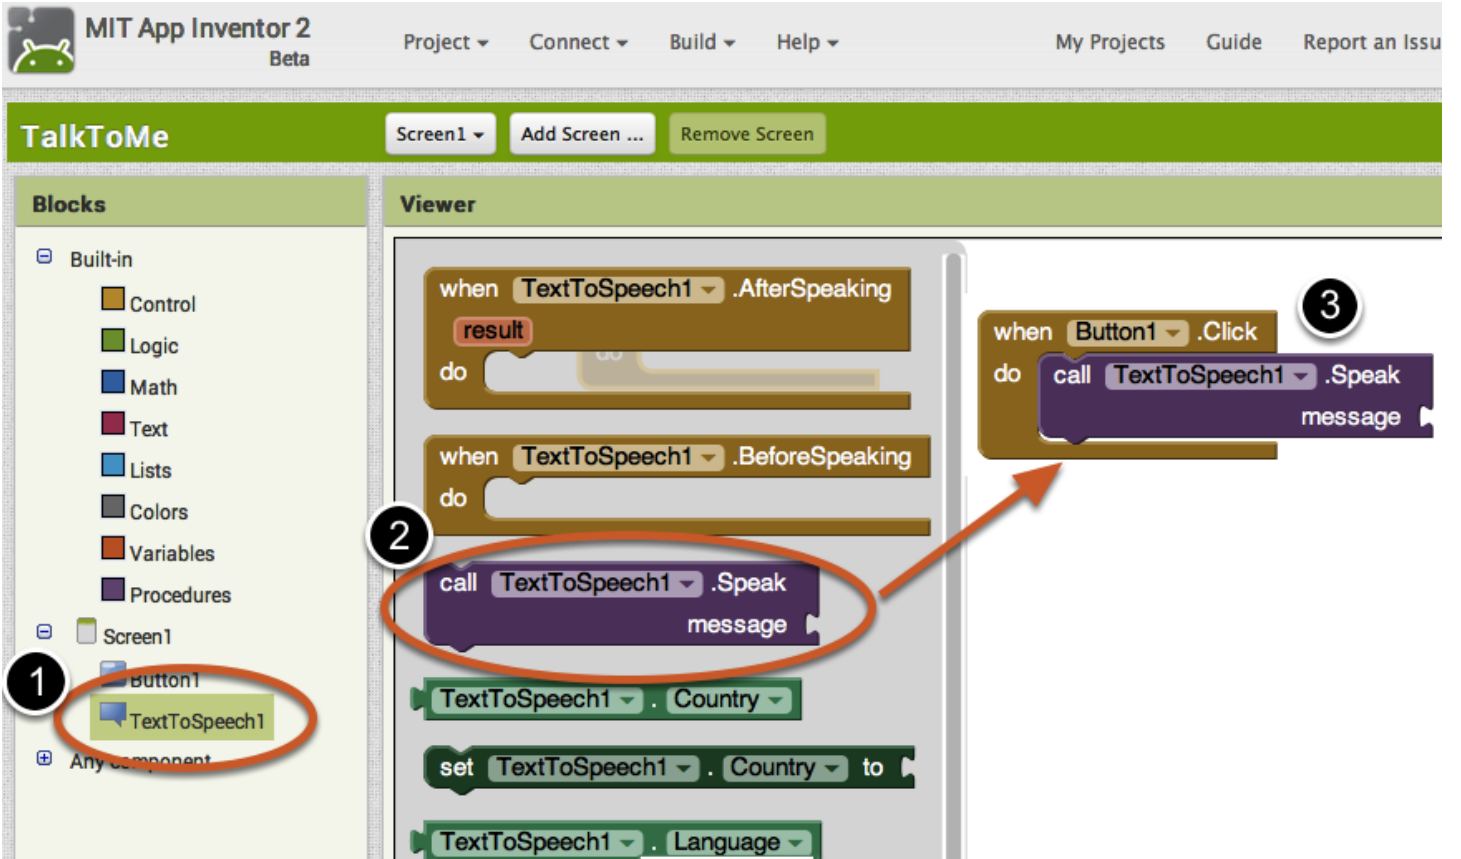 MIT App Inventor 2
Beta
Project Connect Build Help My Projects Guide Report an Issu
TalkToMe Screen1 Add Screen ... Remove Screen
Blocks
Built-in
Control
Logic
Math
Text
Lists
Colors
Variables
Procedures
Screen1
1
Button1
TextToSpeech1
Any component
Viewer
when TextToSpeech1 .AfterSpeaking
result
do
do
when TextToSpeech1 .BeforeSpeaking
do
2
call TextToSpeech1 .Speak
message
TextToSpeech1 . Country
set TextToSpeech1 . Country to
TextToSpeech1 . Language
3
when Button1 .Click
do call TextToSpeech1 .Speak
message